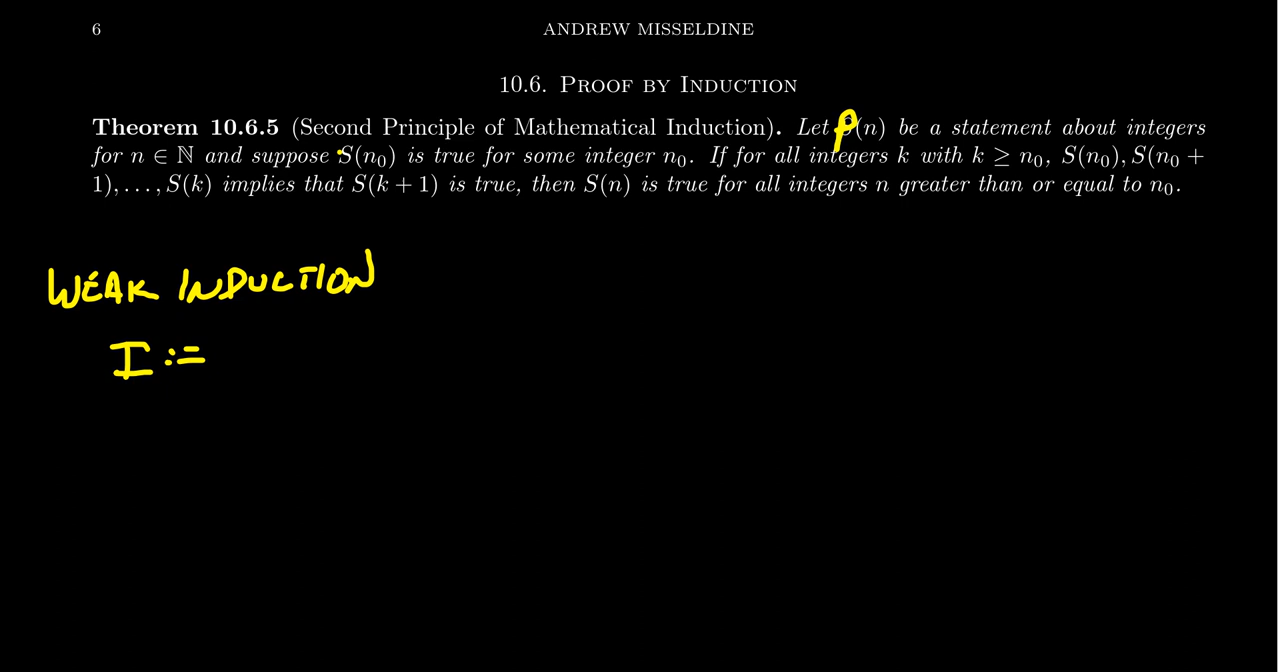 6 ANDREW MISSELDINE
10.6. PROOF BY INDUCTION
Theorem 10.6.5 (Second Principle of Mathematical Induction). Let P(n) be a statement about integers
for n ∈ ℕ and suppose S(n₀) is true for some integer n₀. If for all integers k with k ≥ n₀, S(n₀), S(n₀ +
1), . . . , S(k) implies that S(k + 1) is true, then S(n) is true for all integers n greater than or equal to n₀.
WEAK INDUCTION
I :=